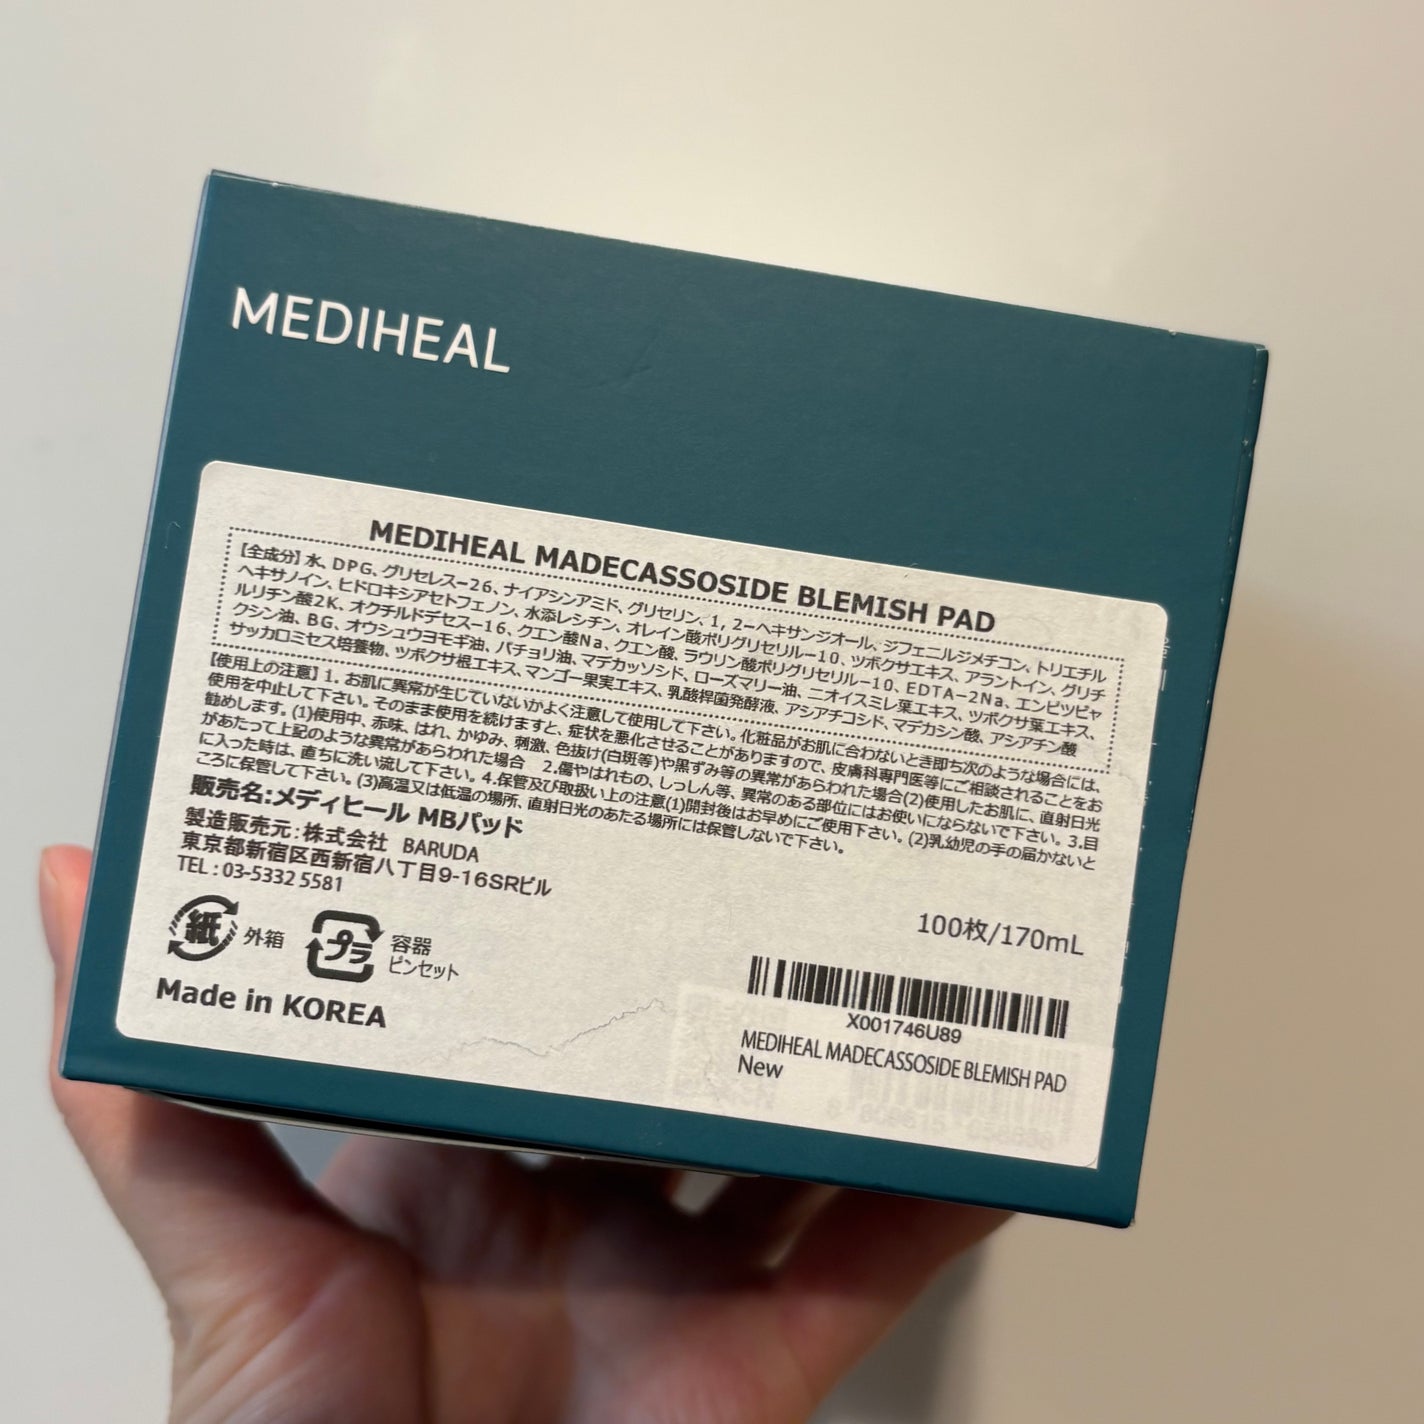 MEDIHEAL
MEDIHEAL MADECASSOSIDE BLEMISH PAD
【全成分】水、DPG、グリセレス-26、ナイアシンアミド、グリセリン、1,2-ヘキサンジオール、ジフェニルジメチコン、トリエチル
ヘキサノイン、ヒドロキシアセトフェノン、水添レシチン、オレイン酸ポリグリセリル-10、ツボクサエキス、アラントイン、グリチ
ルリチン酸2K、オクチルドデセス-16、クエン酸Na、クエン酸、ラウリン酸ポリグリセリル-10、EDTA-2Na、エンピツビャ
クシン油、BG、オウシュウヨモギ油、パチョリ油、マデカッソシド、ローズマリー油、ニオイスミレ葉エキス、ツボクサ葉エキス、
サッカロミセス培養物、ツボクサ根エキス、マンゴー果実エキス、乳酸桿菌発酵液、アシアチコシド、マデカシン酸、アシアチン酸
【使用上の注意】1. お肌に異常が生じていないかよく注意して使用して下さい。化粧品がお肌に合わないとき即ち次のような場合には、
使用を中止して下さい。そのまま使用を続けますと、症状を悪化させることがありますので、皮膚科専門医等にご相談されることをお
勧めします。(1)使用中、赤味、はれ、かゆみ、刺激、色抜け(白斑等)や黒ずみ等の異常があらわれた場合(2)使用したお肌に、直射日光
があたって上記のような異常があらわれた場合　2.傷やはれもの、しっしん等、異常のある部位にはお使いにならないで下さい。3.目
に入った時は、直ちに洗い流して下さい。4.保管及び取扱い上の注意(1)開封後はお早めにご使用下さい。(2)乳幼児の手の届かないと
ころに保管して下さい。(3)高温又は低温の場所、直射日光のあたる場所には保管しないで下さい。
販売名:メディヒール MBパッド
製造販売元:株式会社 BARUDA
東京都新宿区西新宿八丁目9-16SRビル
TEL : 03-5332 5581
100枚/170mL
紙 外箱
プラ 容器
ピンセット
Made in KOREA
X001746U89
MEDIHEAL MADECASSOSIDE BLEMISH PAD
New